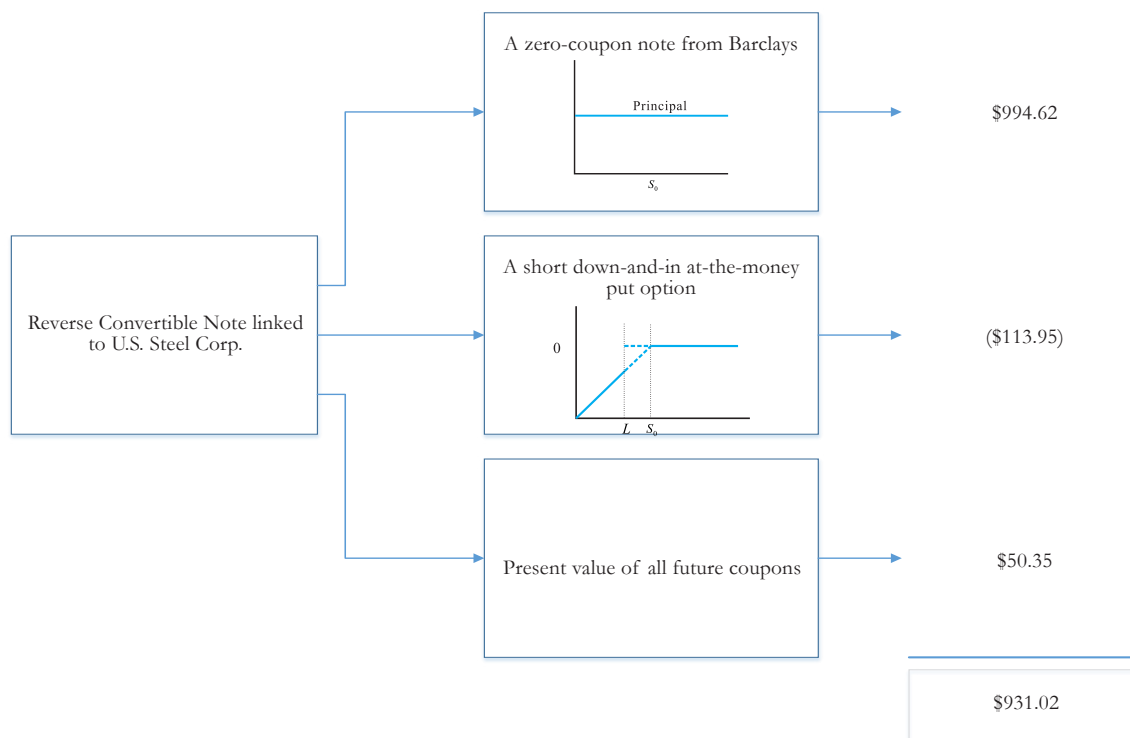 A zero-coupon note from Barclays
Principal
S₀
$994.62
Reverse Convertible Note linked
to U.S. Steel Corp.
A short down-and-in at-the-money
put option
0
L S₀
($113.95)
Present value of all future coupons
$50.35
$931.02